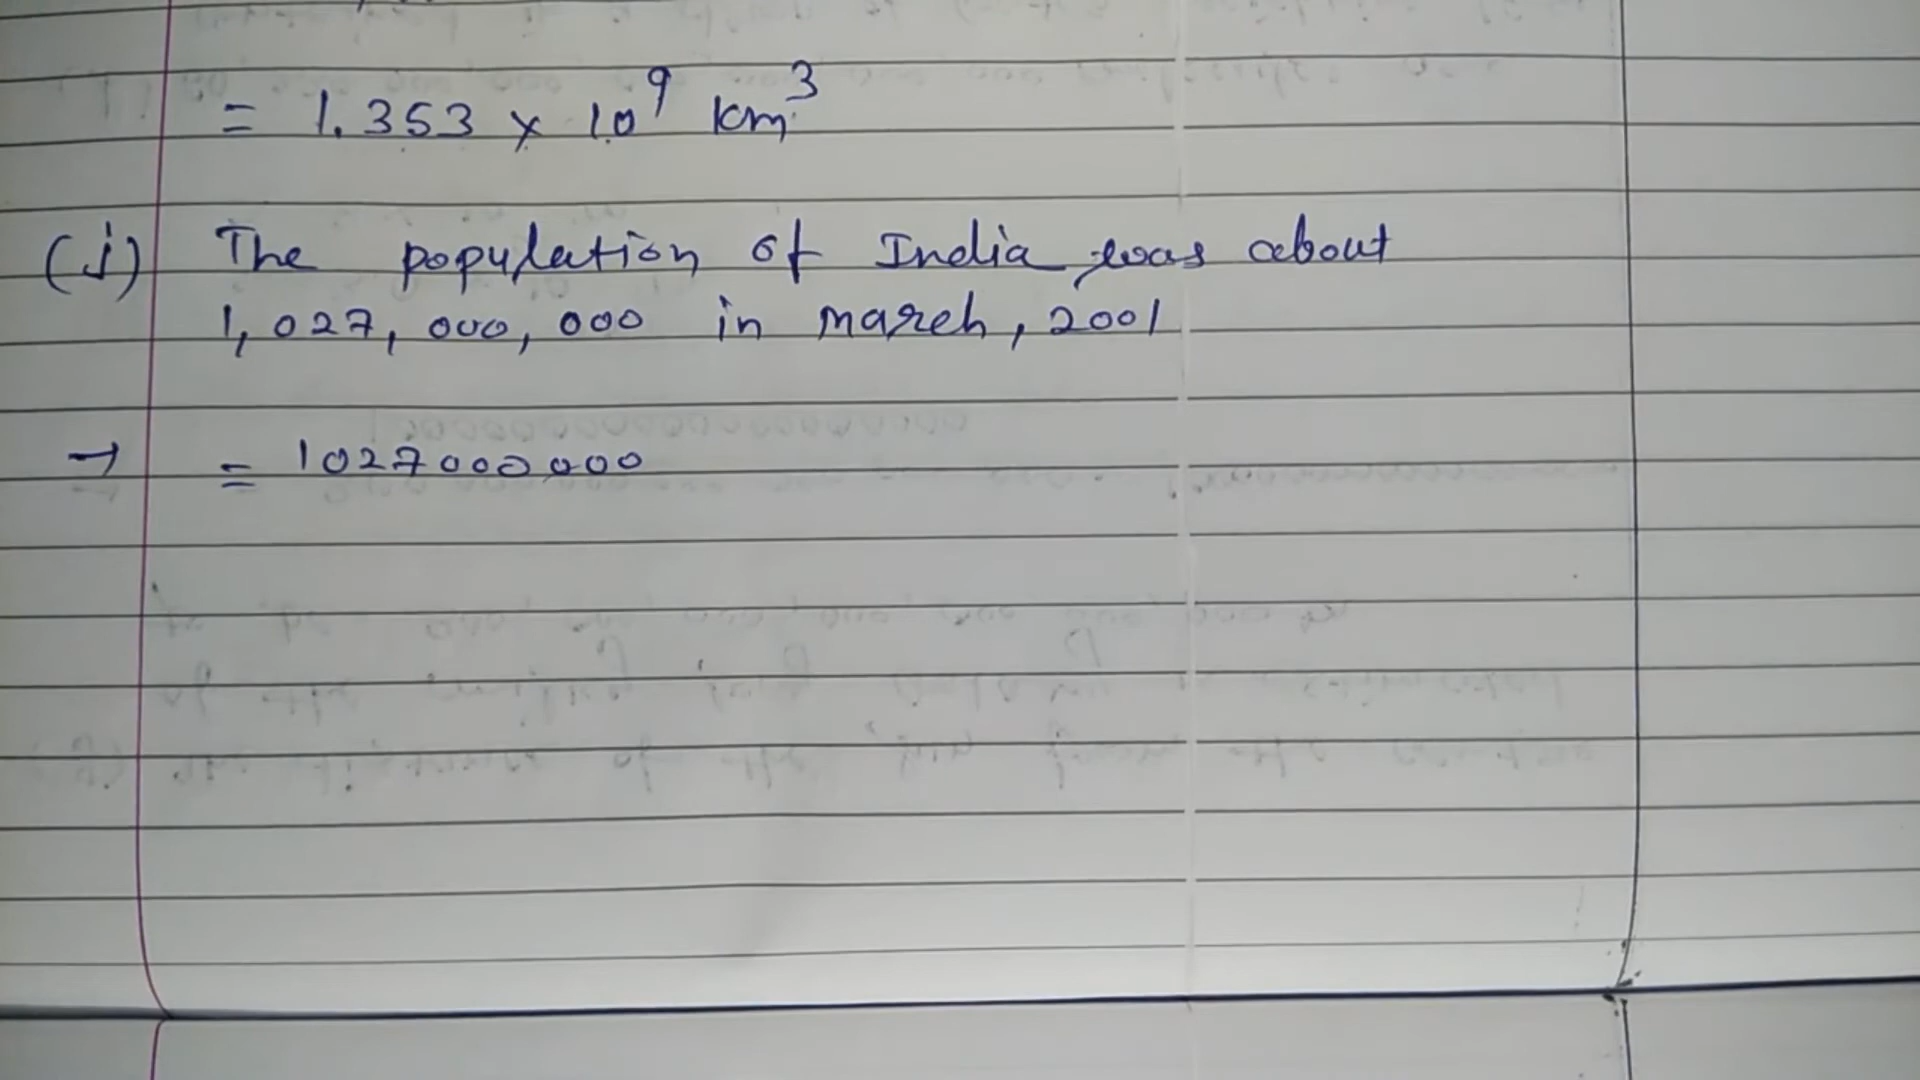 = 1.353 × 10⁹ km³
(j) The population of India was about
1,027,000,000 in march, 2001
→ = 1027000000